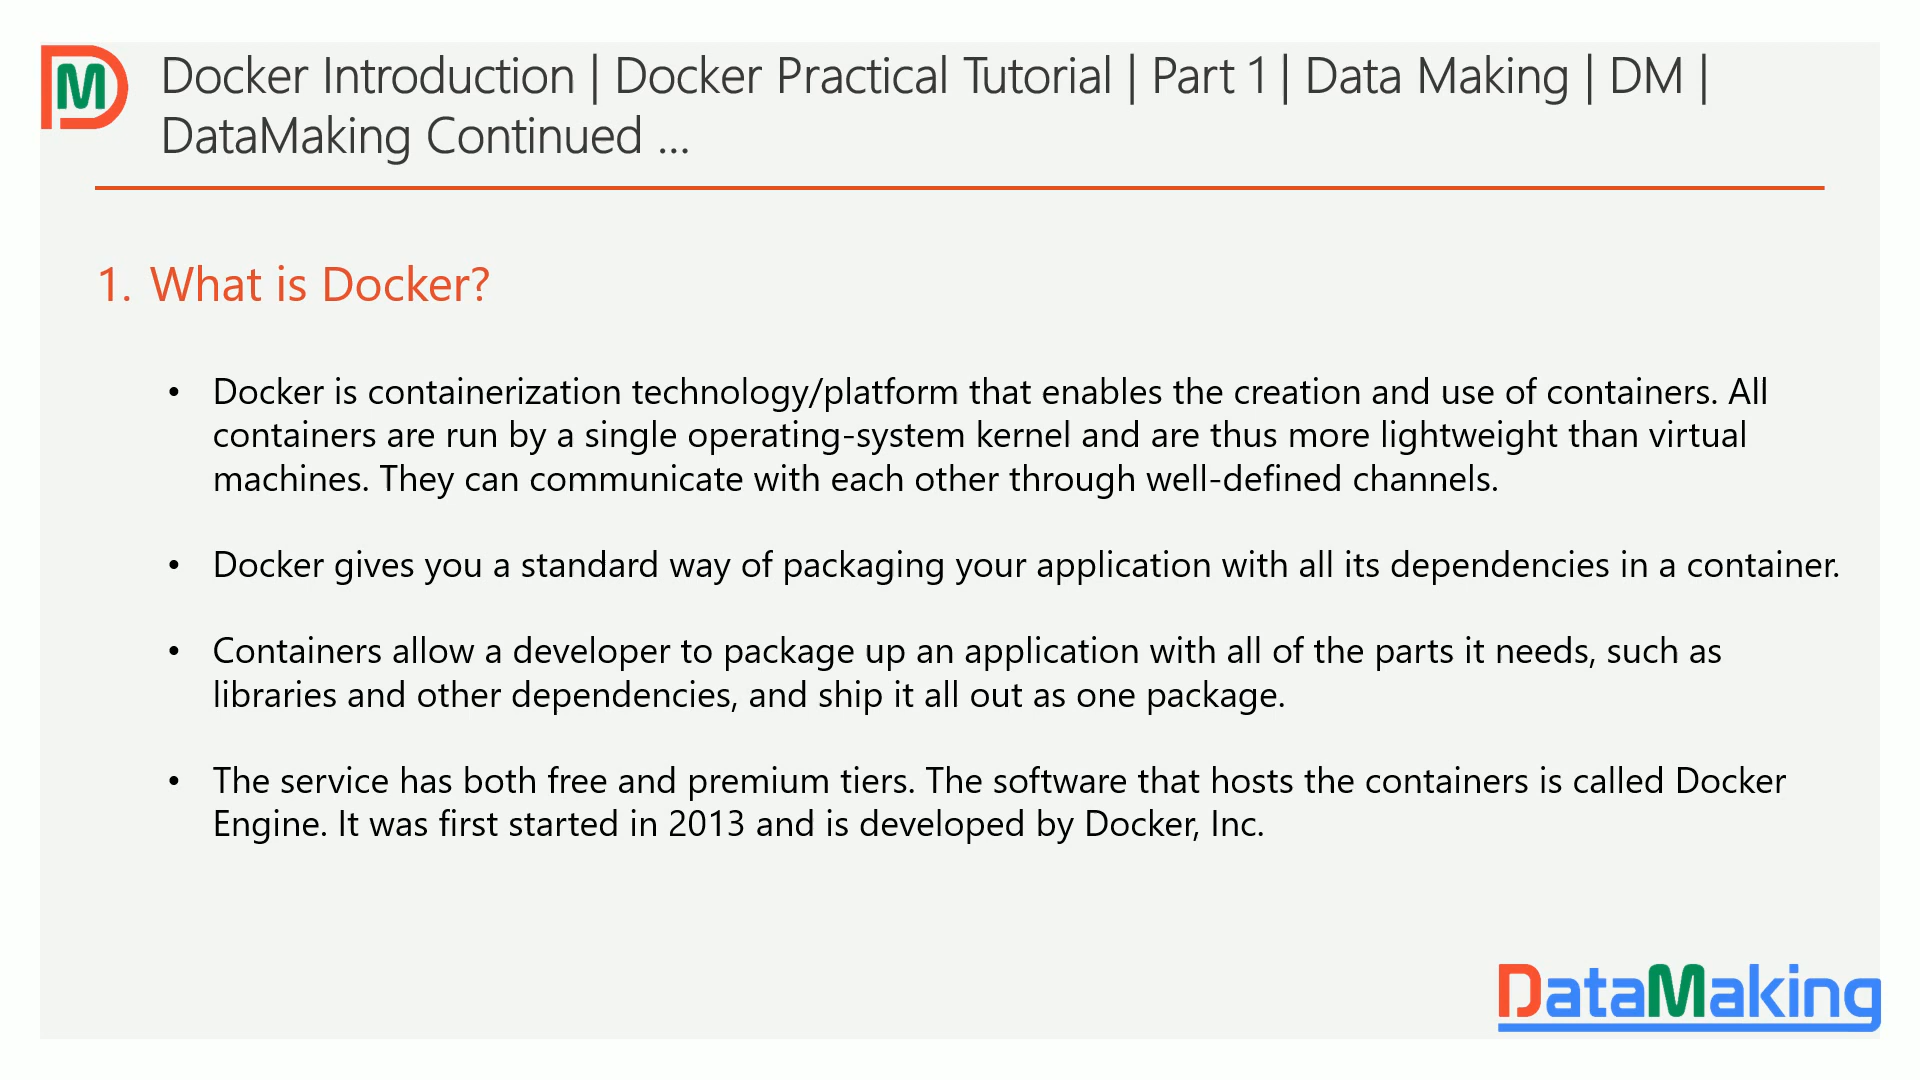 DM
Docker Introduction | Docker Practical Tutorial | Part 1 | Data Making | DM |
DataMaking Continued ...
1. What is Docker?
• Docker is containerization technology/platform that enables the creation and use of containers. All
containers are run by a single operating-system kernel and are thus more lightweight than virtual
machines. They can communicate with each other through well-defined channels.
• Docker gives you a standard way of packaging your application with all its dependencies in a container.
• Containers allow a developer to package up an application with all of the parts it needs, such as
libraries and other dependencies, and ship it all out as one package.
• The service has both free and premium tiers. The software that hosts the containers is called Docker
Engine. It was first started in 2013 and is developed by Docker, Inc.
DataMaking